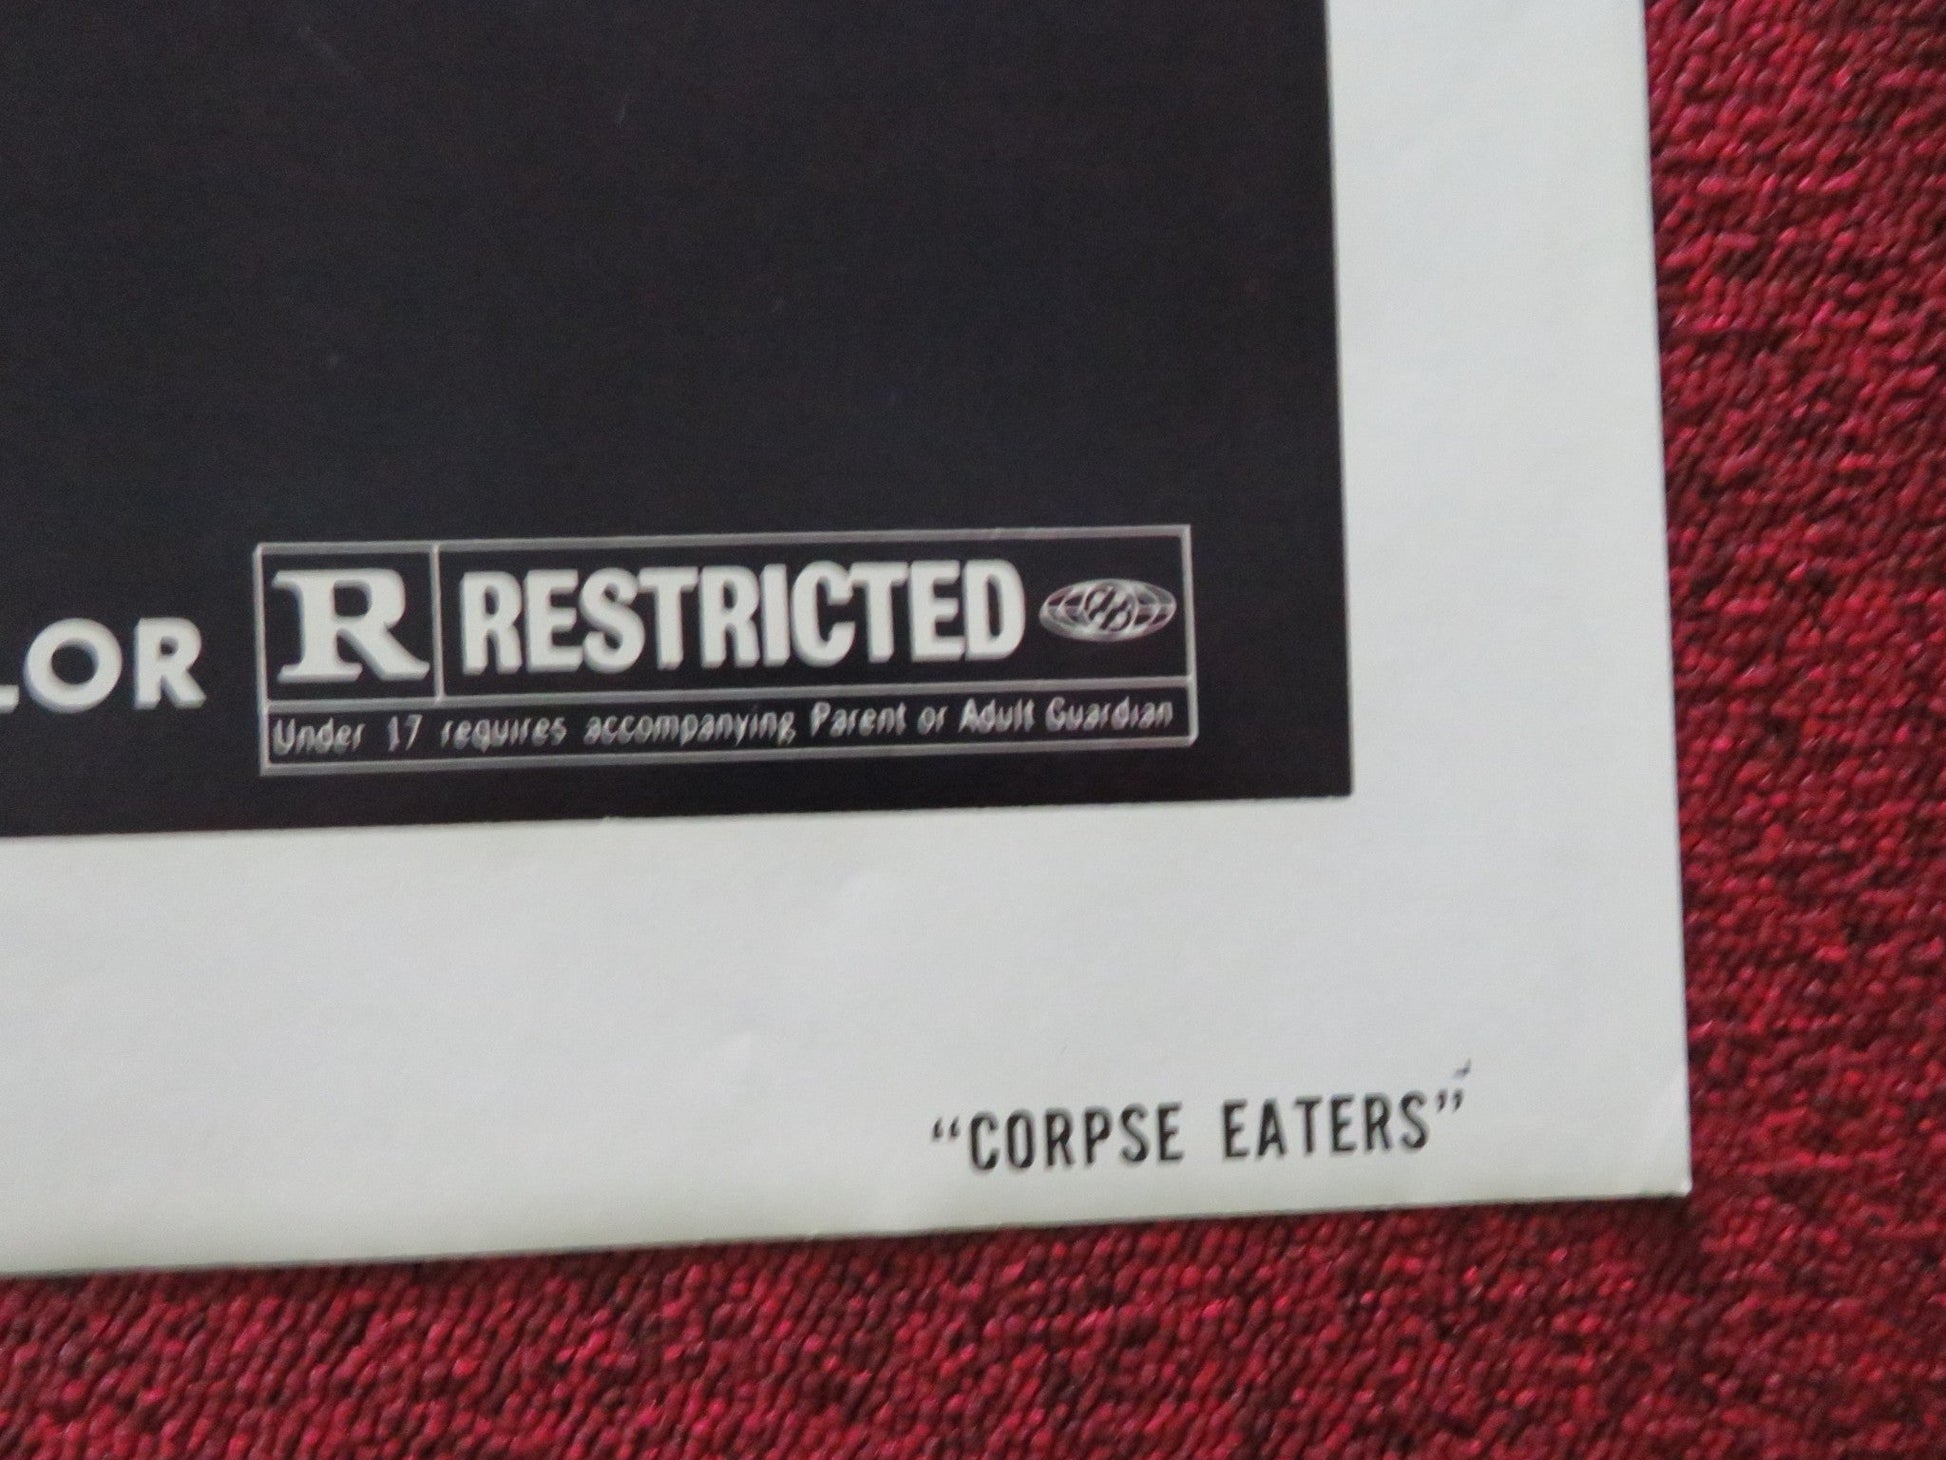 LOR
R RESTRICTED
Under 17 requires accompanying Parent or Adult Guardian
"CORPSE EATERS"